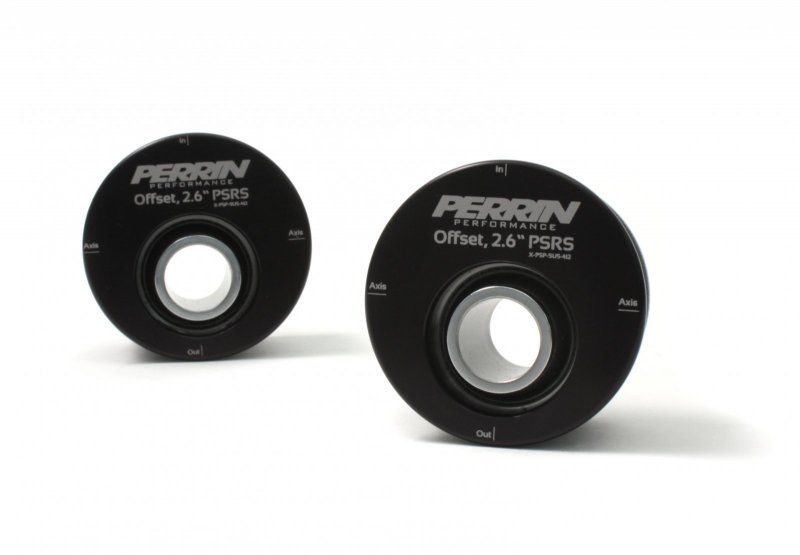 In
PERRIN
PERFORMANCE
Offset, 2.6" PSRS
X-PSP-SUS-412
Axis
Axis
Out
In
PERRIN
PERFORMANCE
Offset, 2.6" PSRS
X-PSP-SUS-412
Axis
Axis
Out